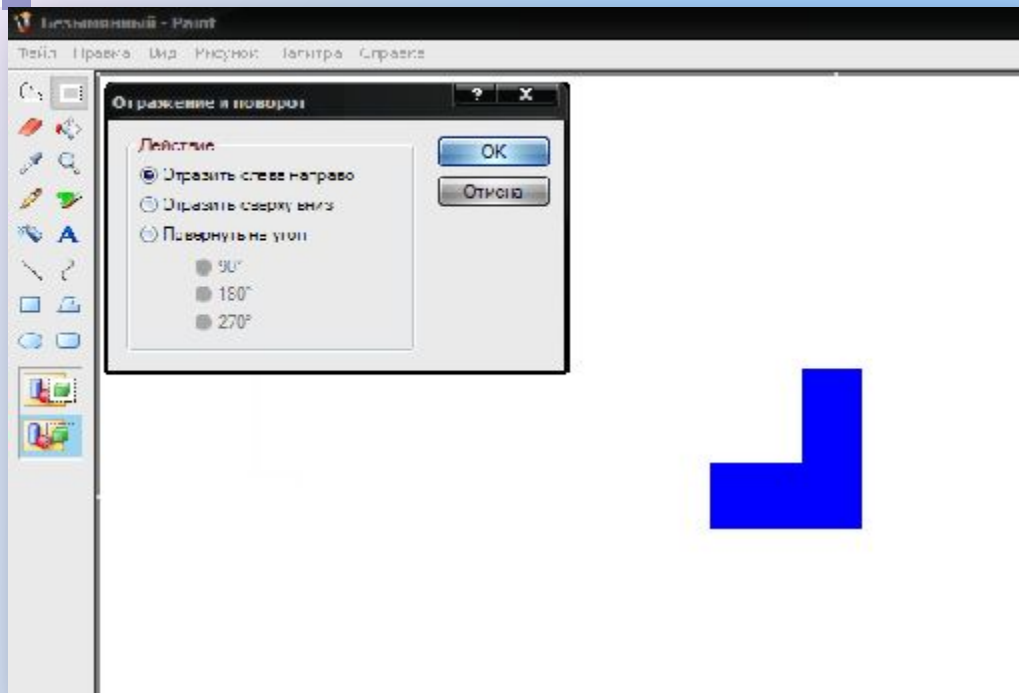 Безымянный - Paint
Файл Правка Вид Рисунок Палитра Справка
Отражение и поворот
? X
Действие
Отразить слева направо
Отразить сверху вниз
Повернуть на угол
90°
180°
270°
OK
Отмена
A